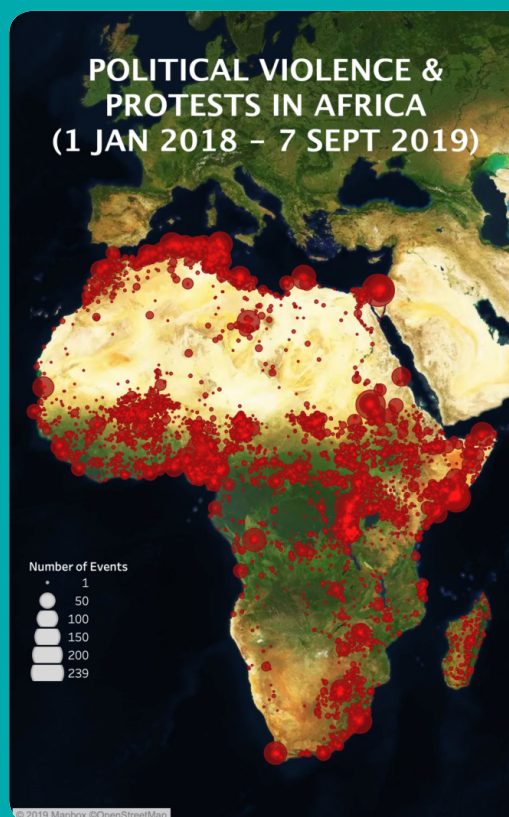 POLITICAL VIOLENCE &
PROTESTS IN AFRICA
(1 JAN 2018 – 7 SEPT 2019)
Number of Events
1
50
100
150
200
239
© 2019 Mapbox ©OpenStreetMap